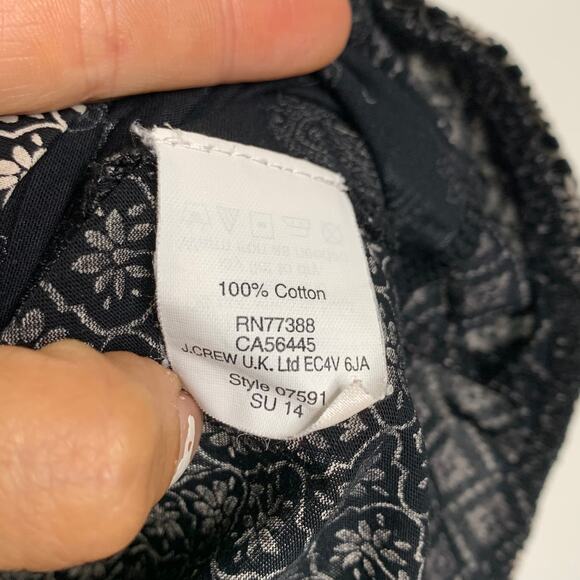 100% Cotton
RN77388
CA56445
J.CREW U.K. Ltd EC4V 6JA
Style 07591
SU 14